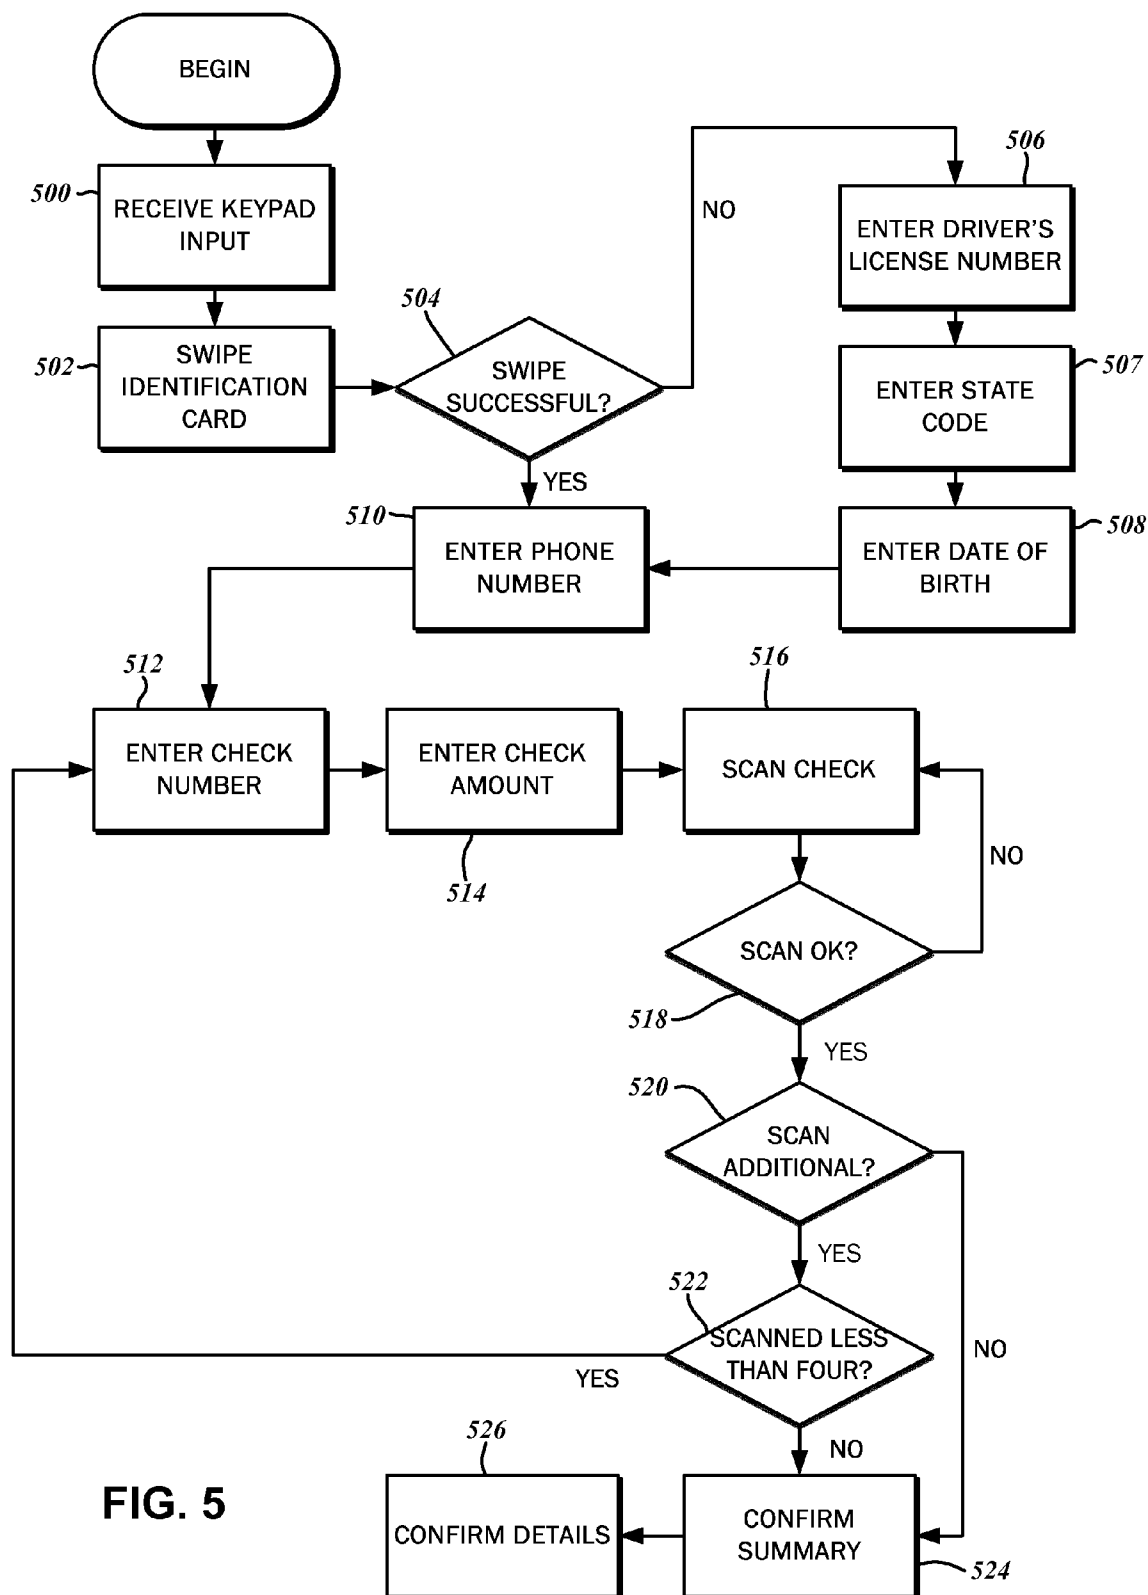 BEGIN
500
RECEIVE KEYPAD
INPUT
502
SWIPE
IDENTIFICATION
CARD
504
SWIPE
SUCCESSFUL?
NO
YES
506
ENTER DRIVER'S
LICENSE NUMBER
507
ENTER STATE
CODE
508
ENTER DATE OF
BIRTH
510
ENTER PHONE
NUMBER
512
ENTER CHECK
NUMBER
ENTER CHECK
AMOUNT
514
516
SCAN CHECK
NO
SCAN OK?
518
YES
520
SCAN
ADDITIONAL?
YES
NO
522
SCANNED LESS
THAN FOUR?
YES
NO
526
CONFIRM DETAILS
CONFIRM
SUMMARY
524
FIG. 5